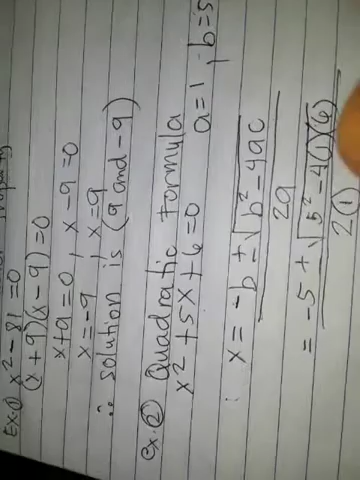 Ex.① x² - 81 = 0
(x + 9)(x - 9) = 0
x + 9 = 0 , x - 9 = 0
x = -9 , x = 9
∴ solution is (9 and -9)
Ex.② Quadratic Formula
x² + 5x + 6 = 0 a = 1 , b = 5
x = -b ± √b² - 4ac
2a
= -5 ± √5² - 4(1)(6)
2(1)